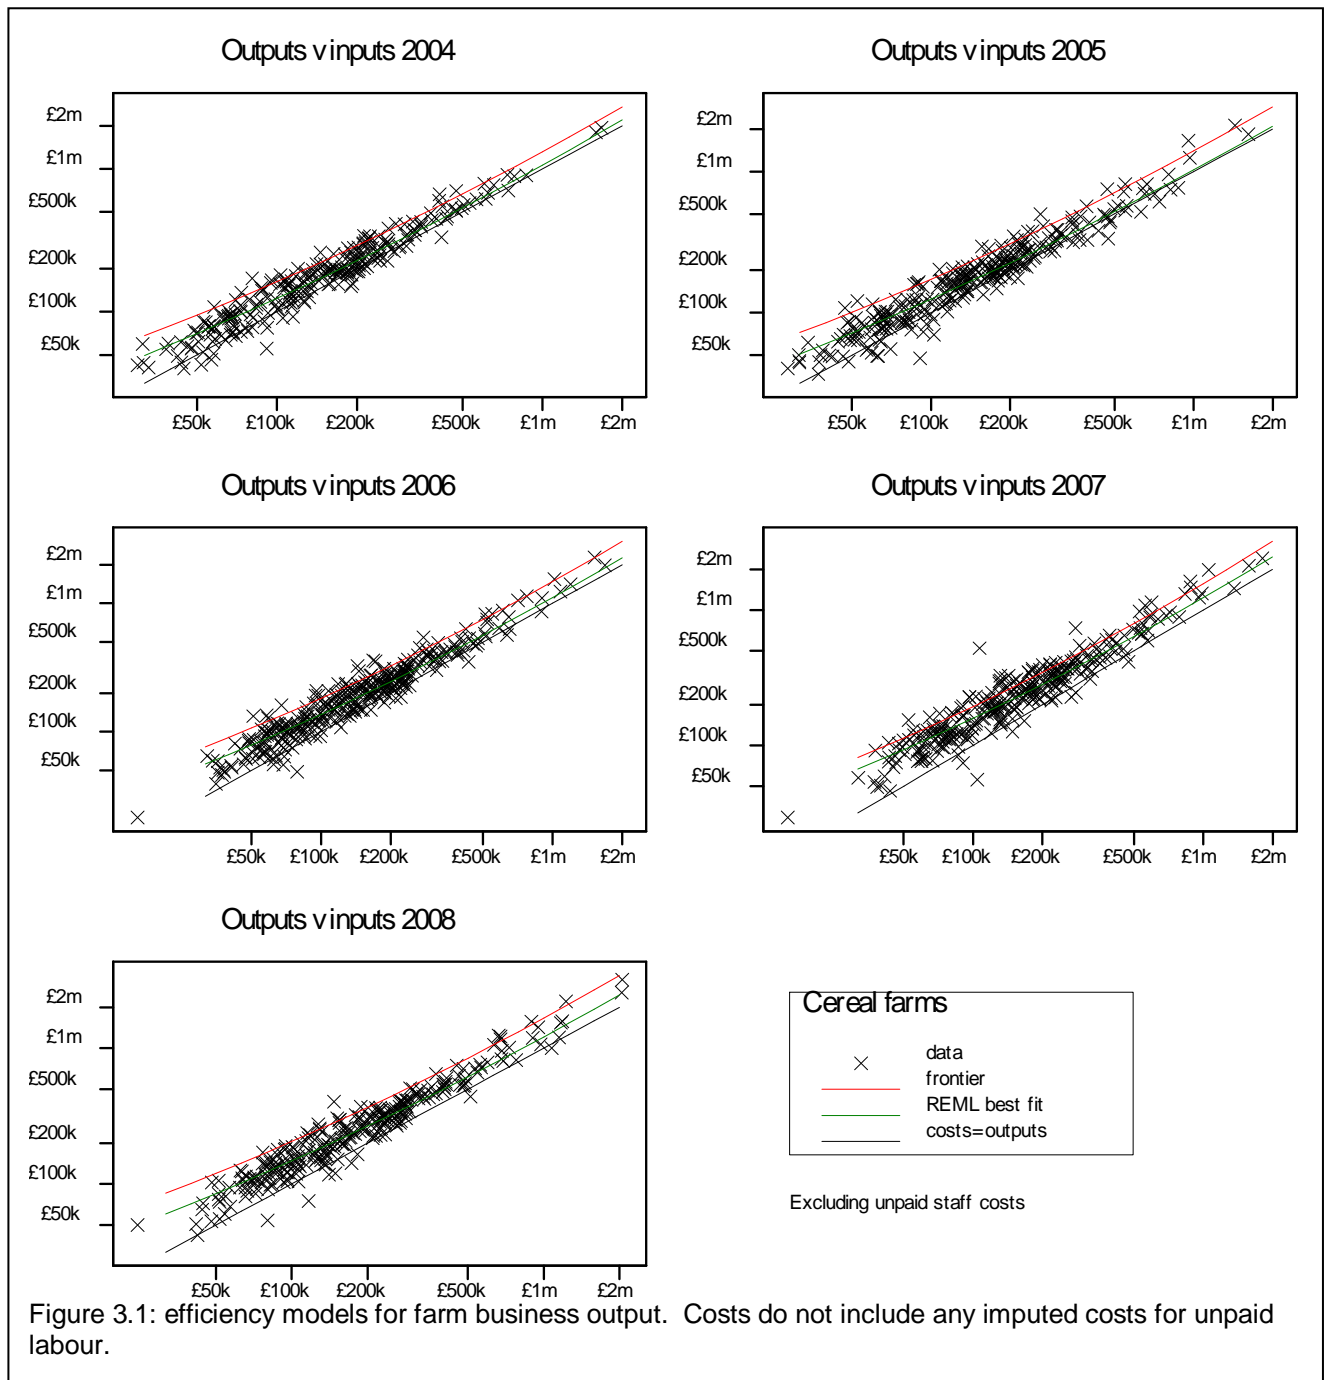 Outputs v inputs 2004
£2m
£1m
£500k
£200k
£100k
£50k
£50k £100k £200k £500k £1m £2m
Outputs v inputs 2005
£2m
£1m
£500k
£200k
£100k
£50k
£50k £100k £200k £500k £1m £2m
Outputs v inputs 2006
£2m
£1m
£500k
£200k
£100k
£50k
£50k £100k £200k £500k £1m £2m
Outputs v inputs 2007
£2m
£1m
£500k
£200k
£100k
£50k
£50k £100k £200k £500k £1m £2m
Outputs v inputs 2008
£2m
£1m
£500k
£200k
£100k
£50k
£50k £100k £200k £500k £1m £2m
Cereal farms
data
frontier
REML best fit
costs=outputs
Excluding unpaid staff costs
Figure 3.1: efficiency models for farm business output.  Costs do not include any imputed costs for unpaid
labour.